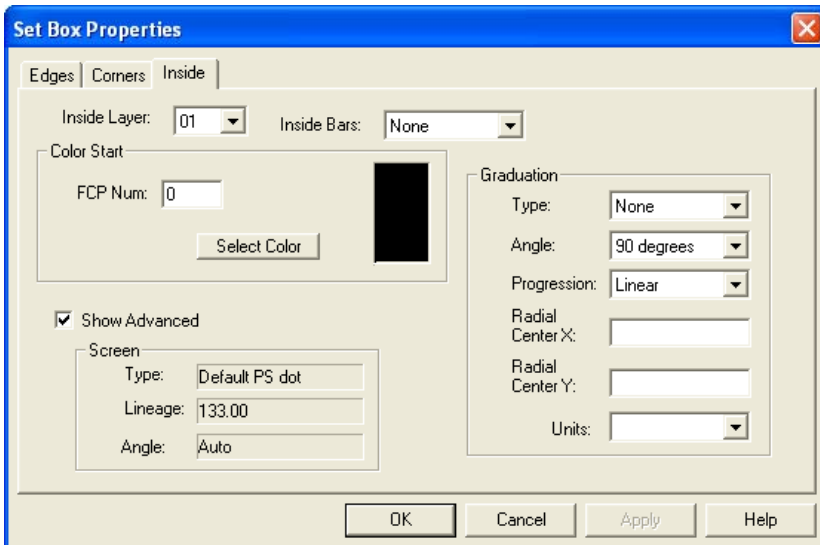 Set Box Properties
Edges Corners Inside
Inside Layer: 01 Inside Bars: None
Color Start
FCP Num: 0
Select Color
Graduation
Type: None
Angle: 90 degrees
Progression: Linear
Radial
Center X:
Radial
Center Y:
Units:
Show Advanced
Screen
Type: Default PS dot
Lineage: 133.00
Angle: Auto
OK Cancel Apply Help